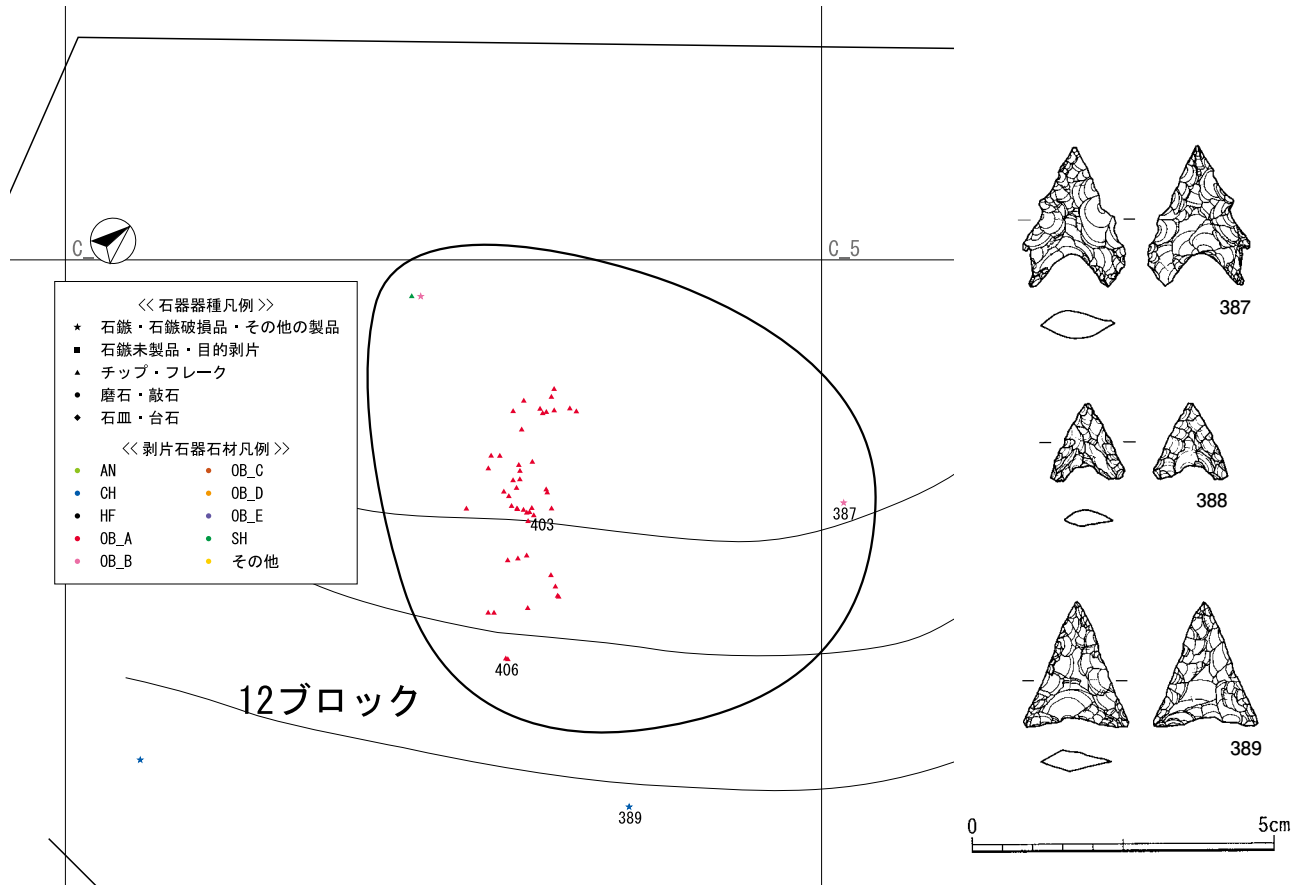 C_
C_5
<< 石器器種凡例 >>
★ 石鏃・石鏃破損品・その他の製品
■ 石鏃未製品・目的剥片
▲ チップ・フレーク
● 磨石・敲石
◆ 石皿・台石
<< 剥片石器石材凡例 >>
AN
OB_C
CH
OB_D
HF
OB_E
OB_A
SH
OB_B
その他
403
387
406
12ブロック
389
387
388
389
0
5cm